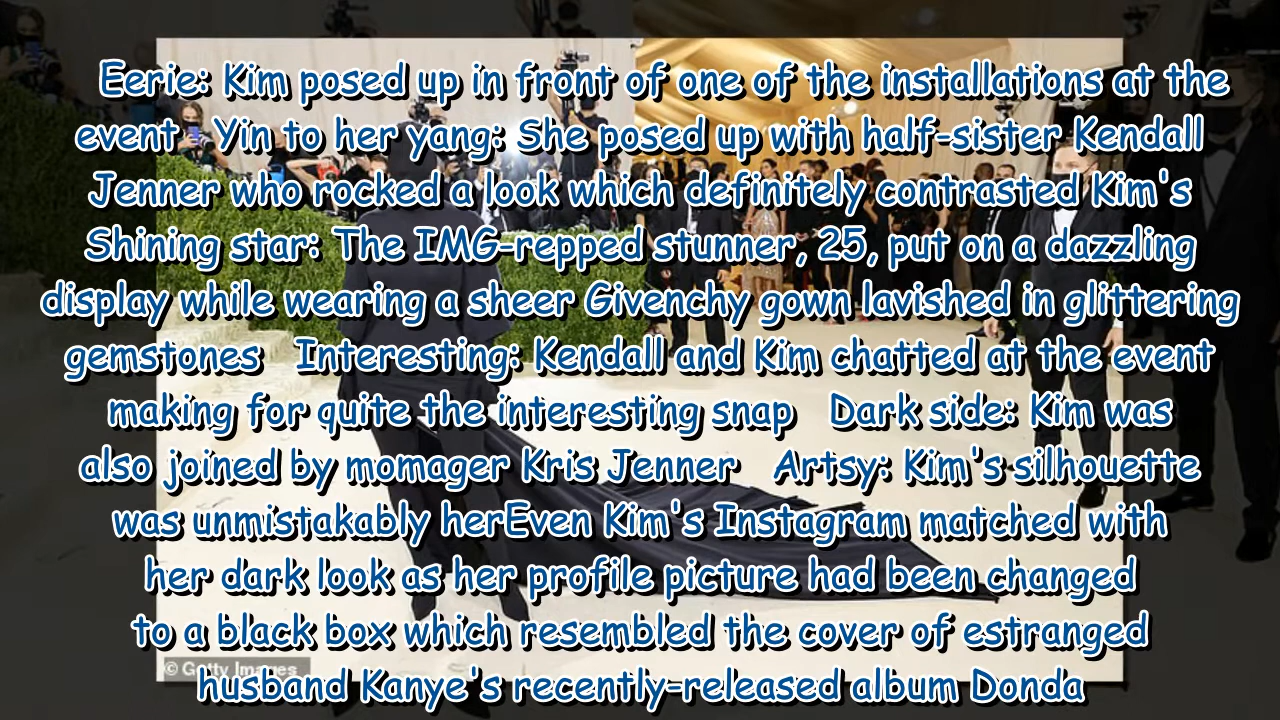 Eerie: Kim posed up in front of one of the installations at the
event   Yin to her yang: She posed up with half-sister Kendall
Jenner who rocked a look which definitely contrasted Kim's
Shining star: The IMG-repped stunner, 25, put on a dazzling
display while wearing a sheer Givenchy gown lavished in glittering
gemstones   Interesting: Kendall and Kim chatted at the event
making for quite the interesting snap   Dark side: Kim was
also joined by momager Kris Jenner   Artsy: Kim's silhouette
was unmistakably herEven Kim's Instagram matched with
her dark look as her profile picture had been changed
to a black box which resembled the cover of estranged
© Getty Images
husband Kanye's recently-released album Donda